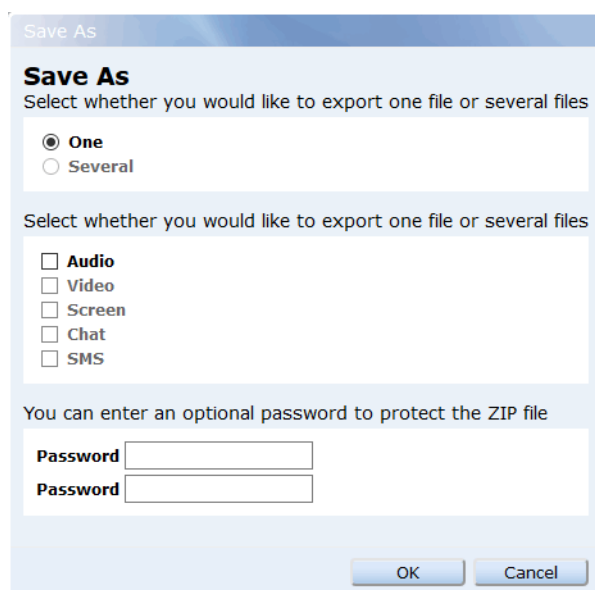 Save As
Save As
Select whether you would like to export one file or several files
One
Several
Select whether you would like to export one file or several files
Audio
Video
Screen
Chat
SMS
You can enter an optional password to protect the ZIP file
Password
Password
OK Cancel